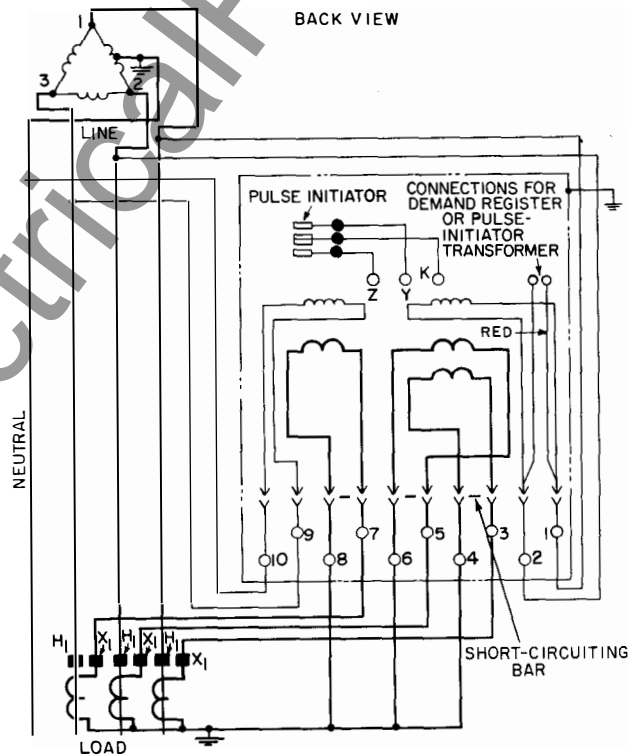 BACK VIEW
1
3
2
LINE
PULSE INITIATOR
CONNECTIONS FOR
DEMAND REGISTER
OR PULSE-
INITIATOR
TRANSFORMER
K
Z
Y
RED
NEUTRAL
9
7
5
3
1
10
8
6
4
2
H1
X1
H1
X1
H1
X1
SHORT-CIRCUITING
BAR
LOAD